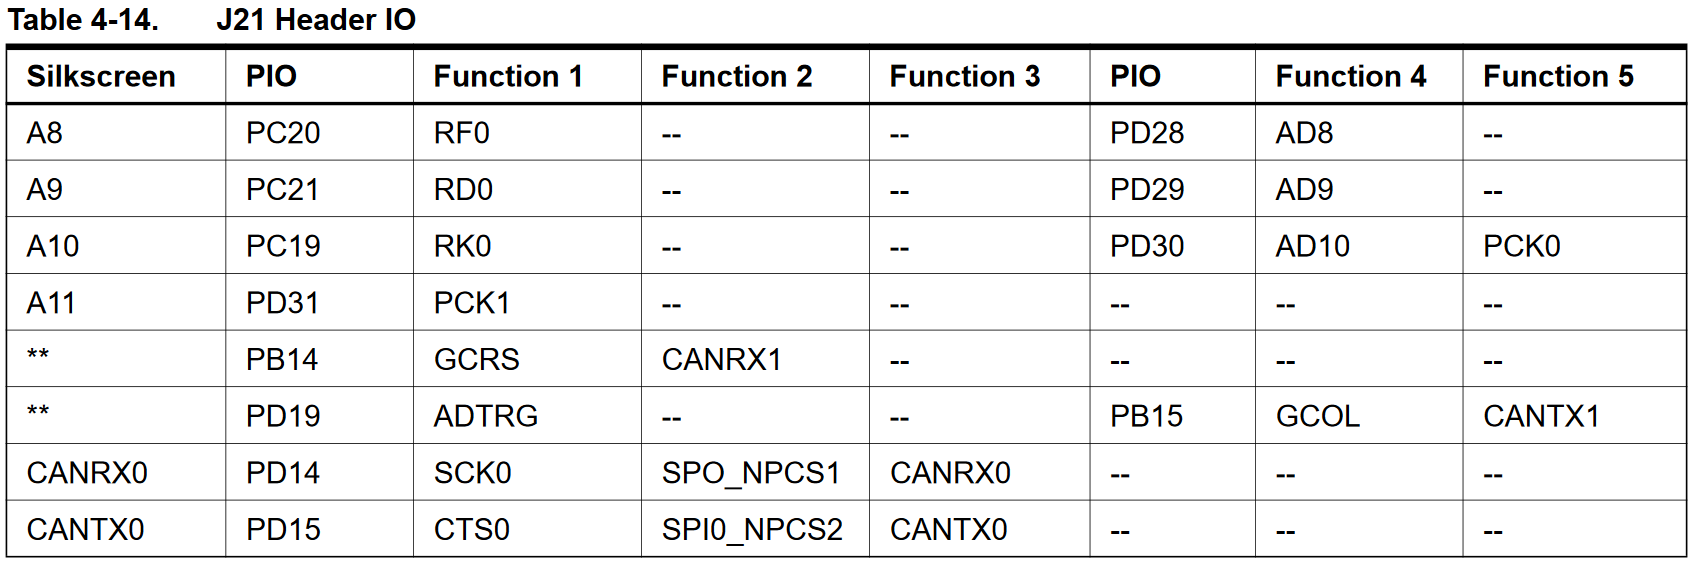 Table 4-14. J21 Header IO
Silkscreen PIO Function 1 Function 2 Function 3 PIO Function 4 Function 5
A8 PC20 RF0 -- -- PD28 AD8 --
A9 PC21 RD0 -- -- PD29 AD9 --
A10 PC19 RK0 -- -- PD30 AD10 PCK0
A11 PD31 PCK1 -- -- -- -- --
** PB14 GCRS CANRX1 -- -- -- --
** PD19 ADTRG -- -- PB15 GCOL CANTX1
CANRX0 PD14 SCK0 SPO_NPCS1 CANRX0 -- -- --
CANTX0 PD15 CTS0 SPI0_NPCS2 CANTX0 -- -- --